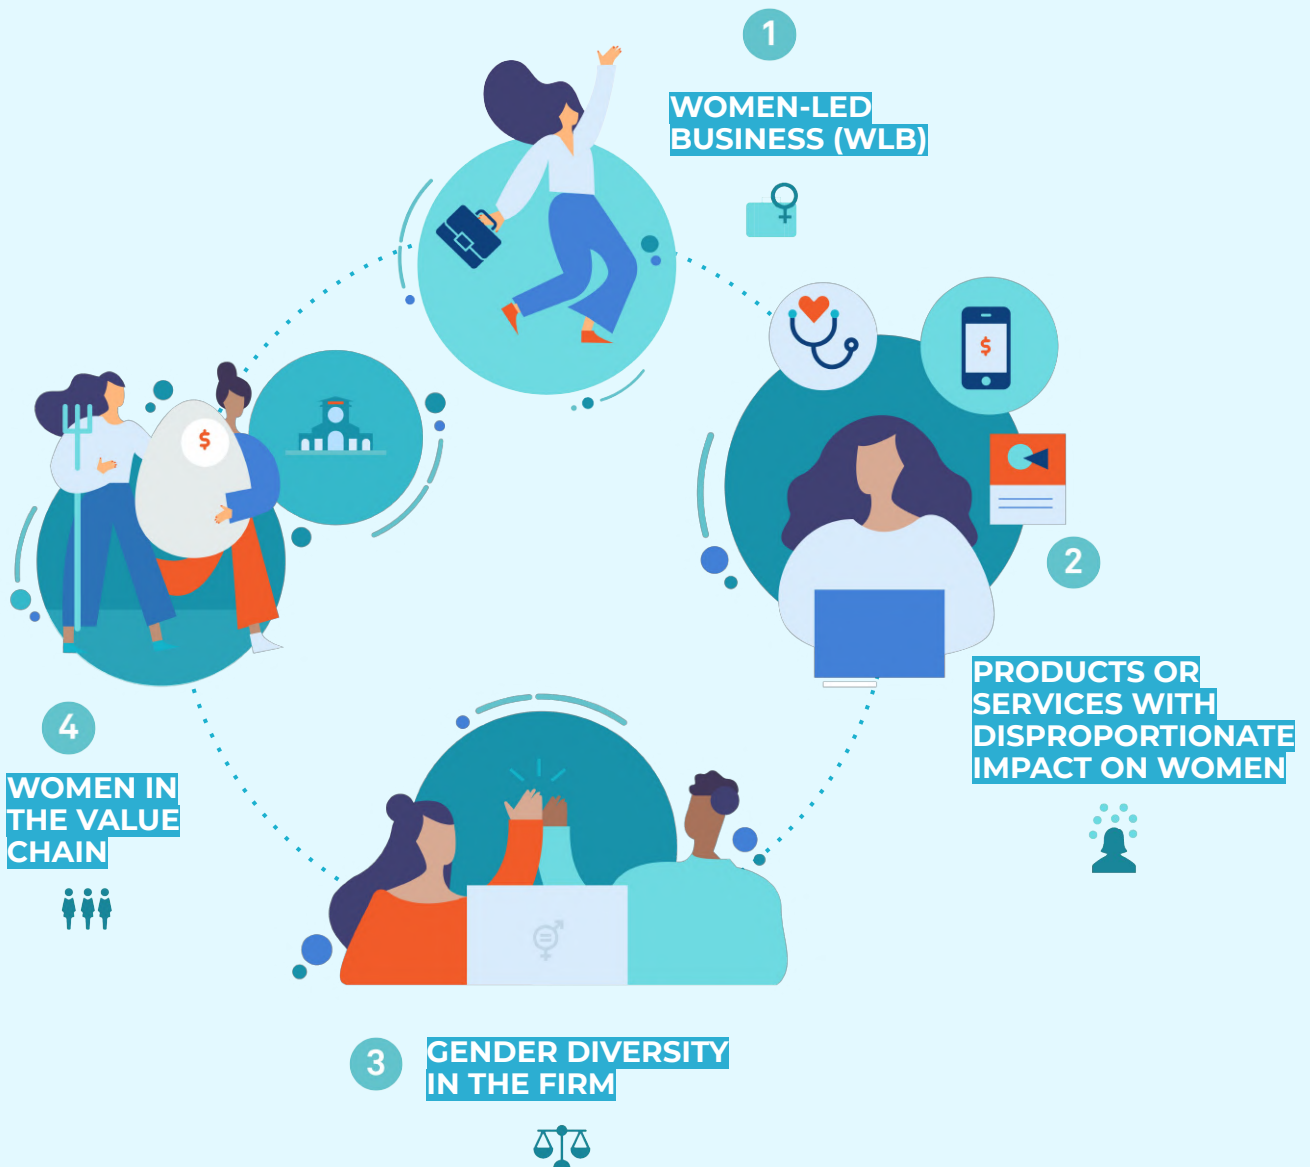 1
WOMEN-LED
BUSINESS (WLB)
$
$
2
PRODUCTS OR
SERVICES WITH
DISPROPORTIONATE
IMPACT ON WOMEN
4
WOMEN IN
THE VALUE
CHAIN
3
GENDER DIVERSITY
IN THE FIRM